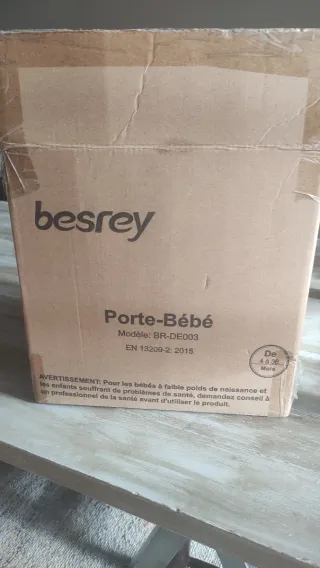 besrey
Porte-Bébé
Modèle: BR-DE003
EN 13209-2: 2015
De
4 à 36
Mois
AVERTISSEMENT: Pour les bébés à faible poids de naissance et
les enfants souffrant de problèmes de santé, demandez conseil à
un professionnel de la santé avant d'utiliser le produit.